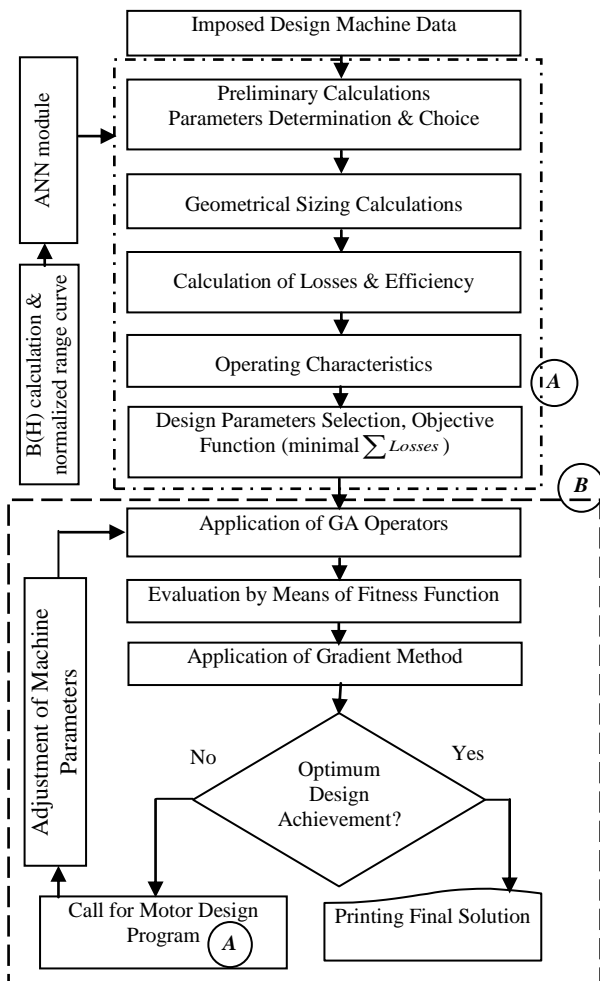 Imposed Design Machine Data
Preliminary Calculations
Parameters Determination & Choice
ANN module
Geometrical Sizing Calculations
B(H) calculation &
normalized range curve
Calculation of Losses & Efficiency
Operating Characteristics
A
Design Parameters Selection, Objective
Function (minimal ∑ Losses )
B
Application of GA Operators
Evaluation by Means of Fitness Function
Application of Gradient Method
Adjustment of Machine
Parameters
No
Yes
Optimum
Design
Achievement?
Call for Motor Design
Program A
Printing Final Solution